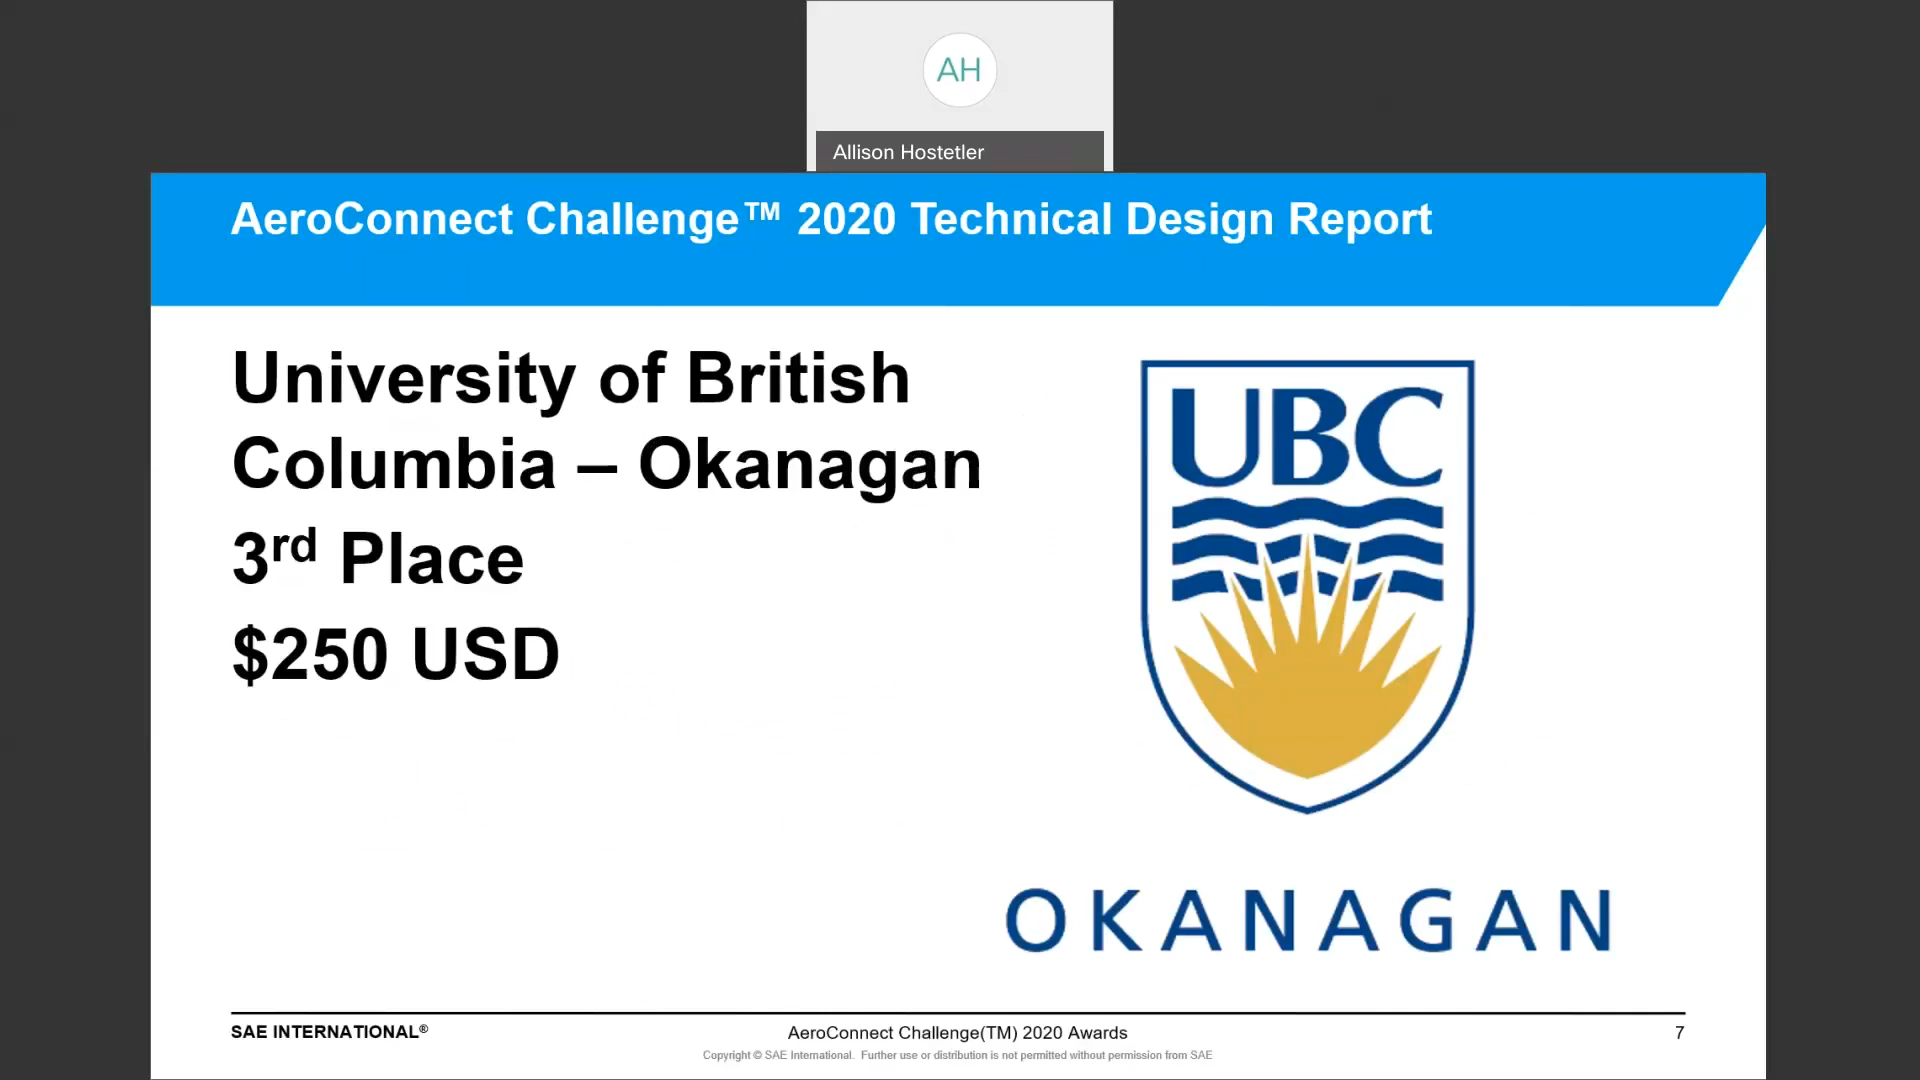 AH
Allison Hostetler
AeroConnect Challenge™ 2020 Technical Design Report
University of British
Columbia – Okanagan
3rd Place
$250 USD
UBC
OKANAGAN
SAE INTERNATIONAL®
AeroConnect Challenge(TM) 2020 Awards
7
Copyright © SAE International. Further use or distribution is not permitted without permission from SAE